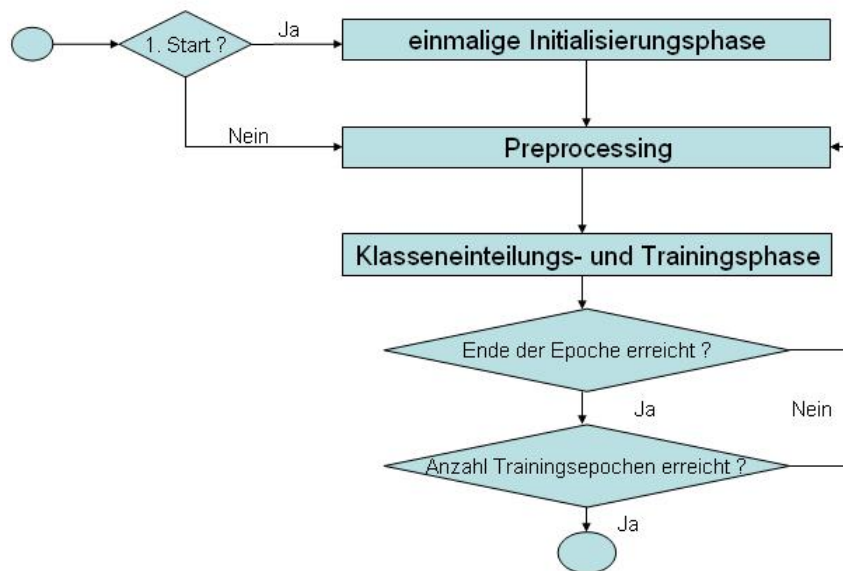 1. Start ?
Ja
einmalige Initialisierungsphase
Nein
Preprocessing
Klasseneinteilungs- und Trainingsphase
Ende der Epoche erreicht ?
Ja
Nein
Anzahl Trainingsepochen erreicht ?
Ja